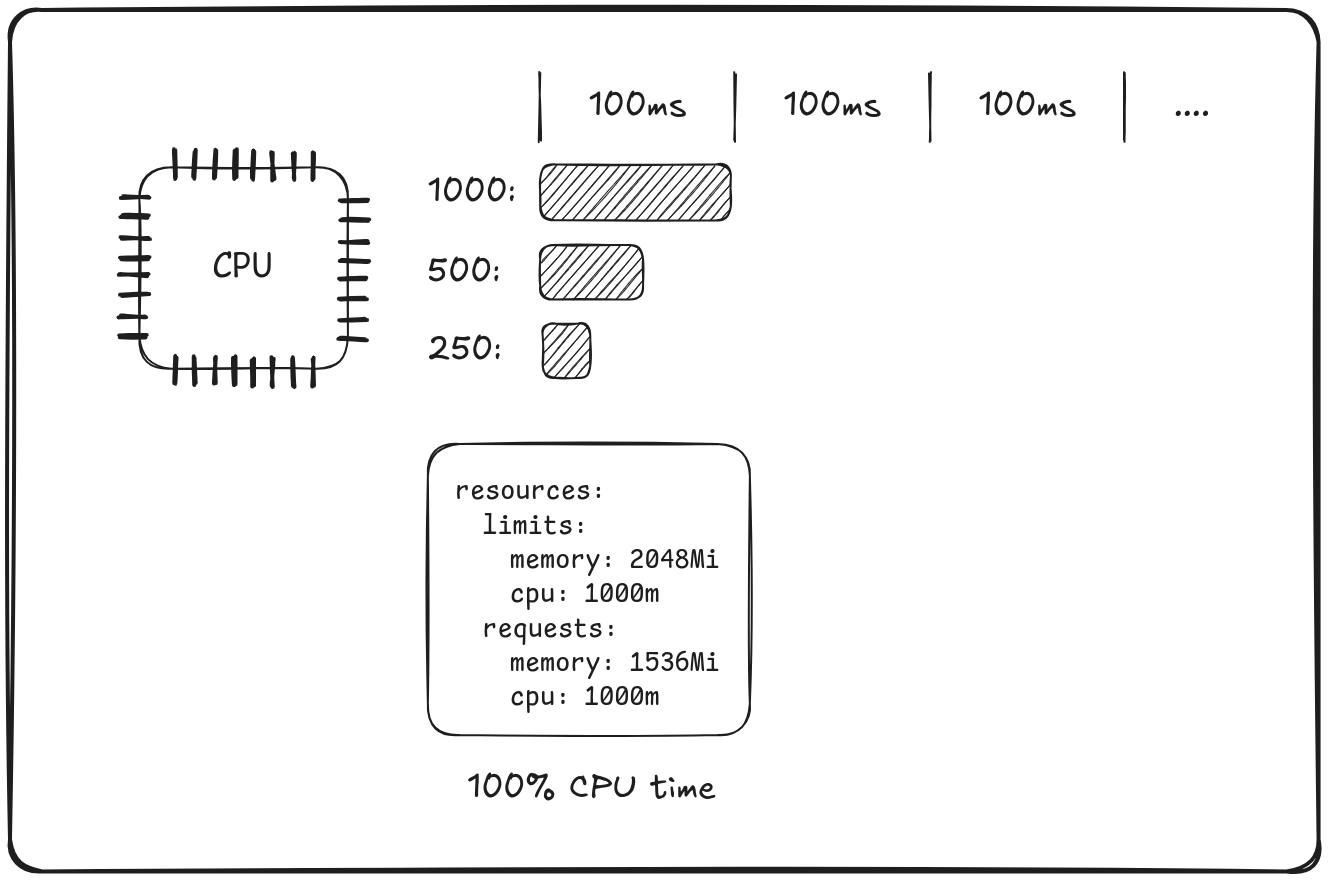 100ms 100ms 100ms ....
CPU
1000:
500:
250:
resources:
  limits:
    memory: 2048Mi
    cpu: 1000m
  requests:
    memory: 1536Mi
    cpu: 1000m
100% CPU time